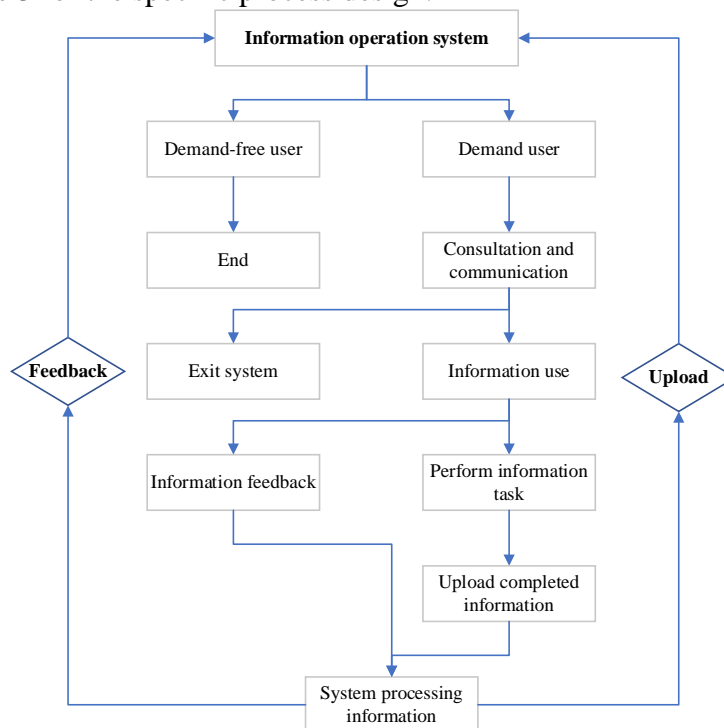 Information operation system
Demand-free user
Demand user
End
Consultation and
communication
Feedback
Exit system
Information use
Upload
Information feedback
Perform information
task
Upload completed
information
System processing
information